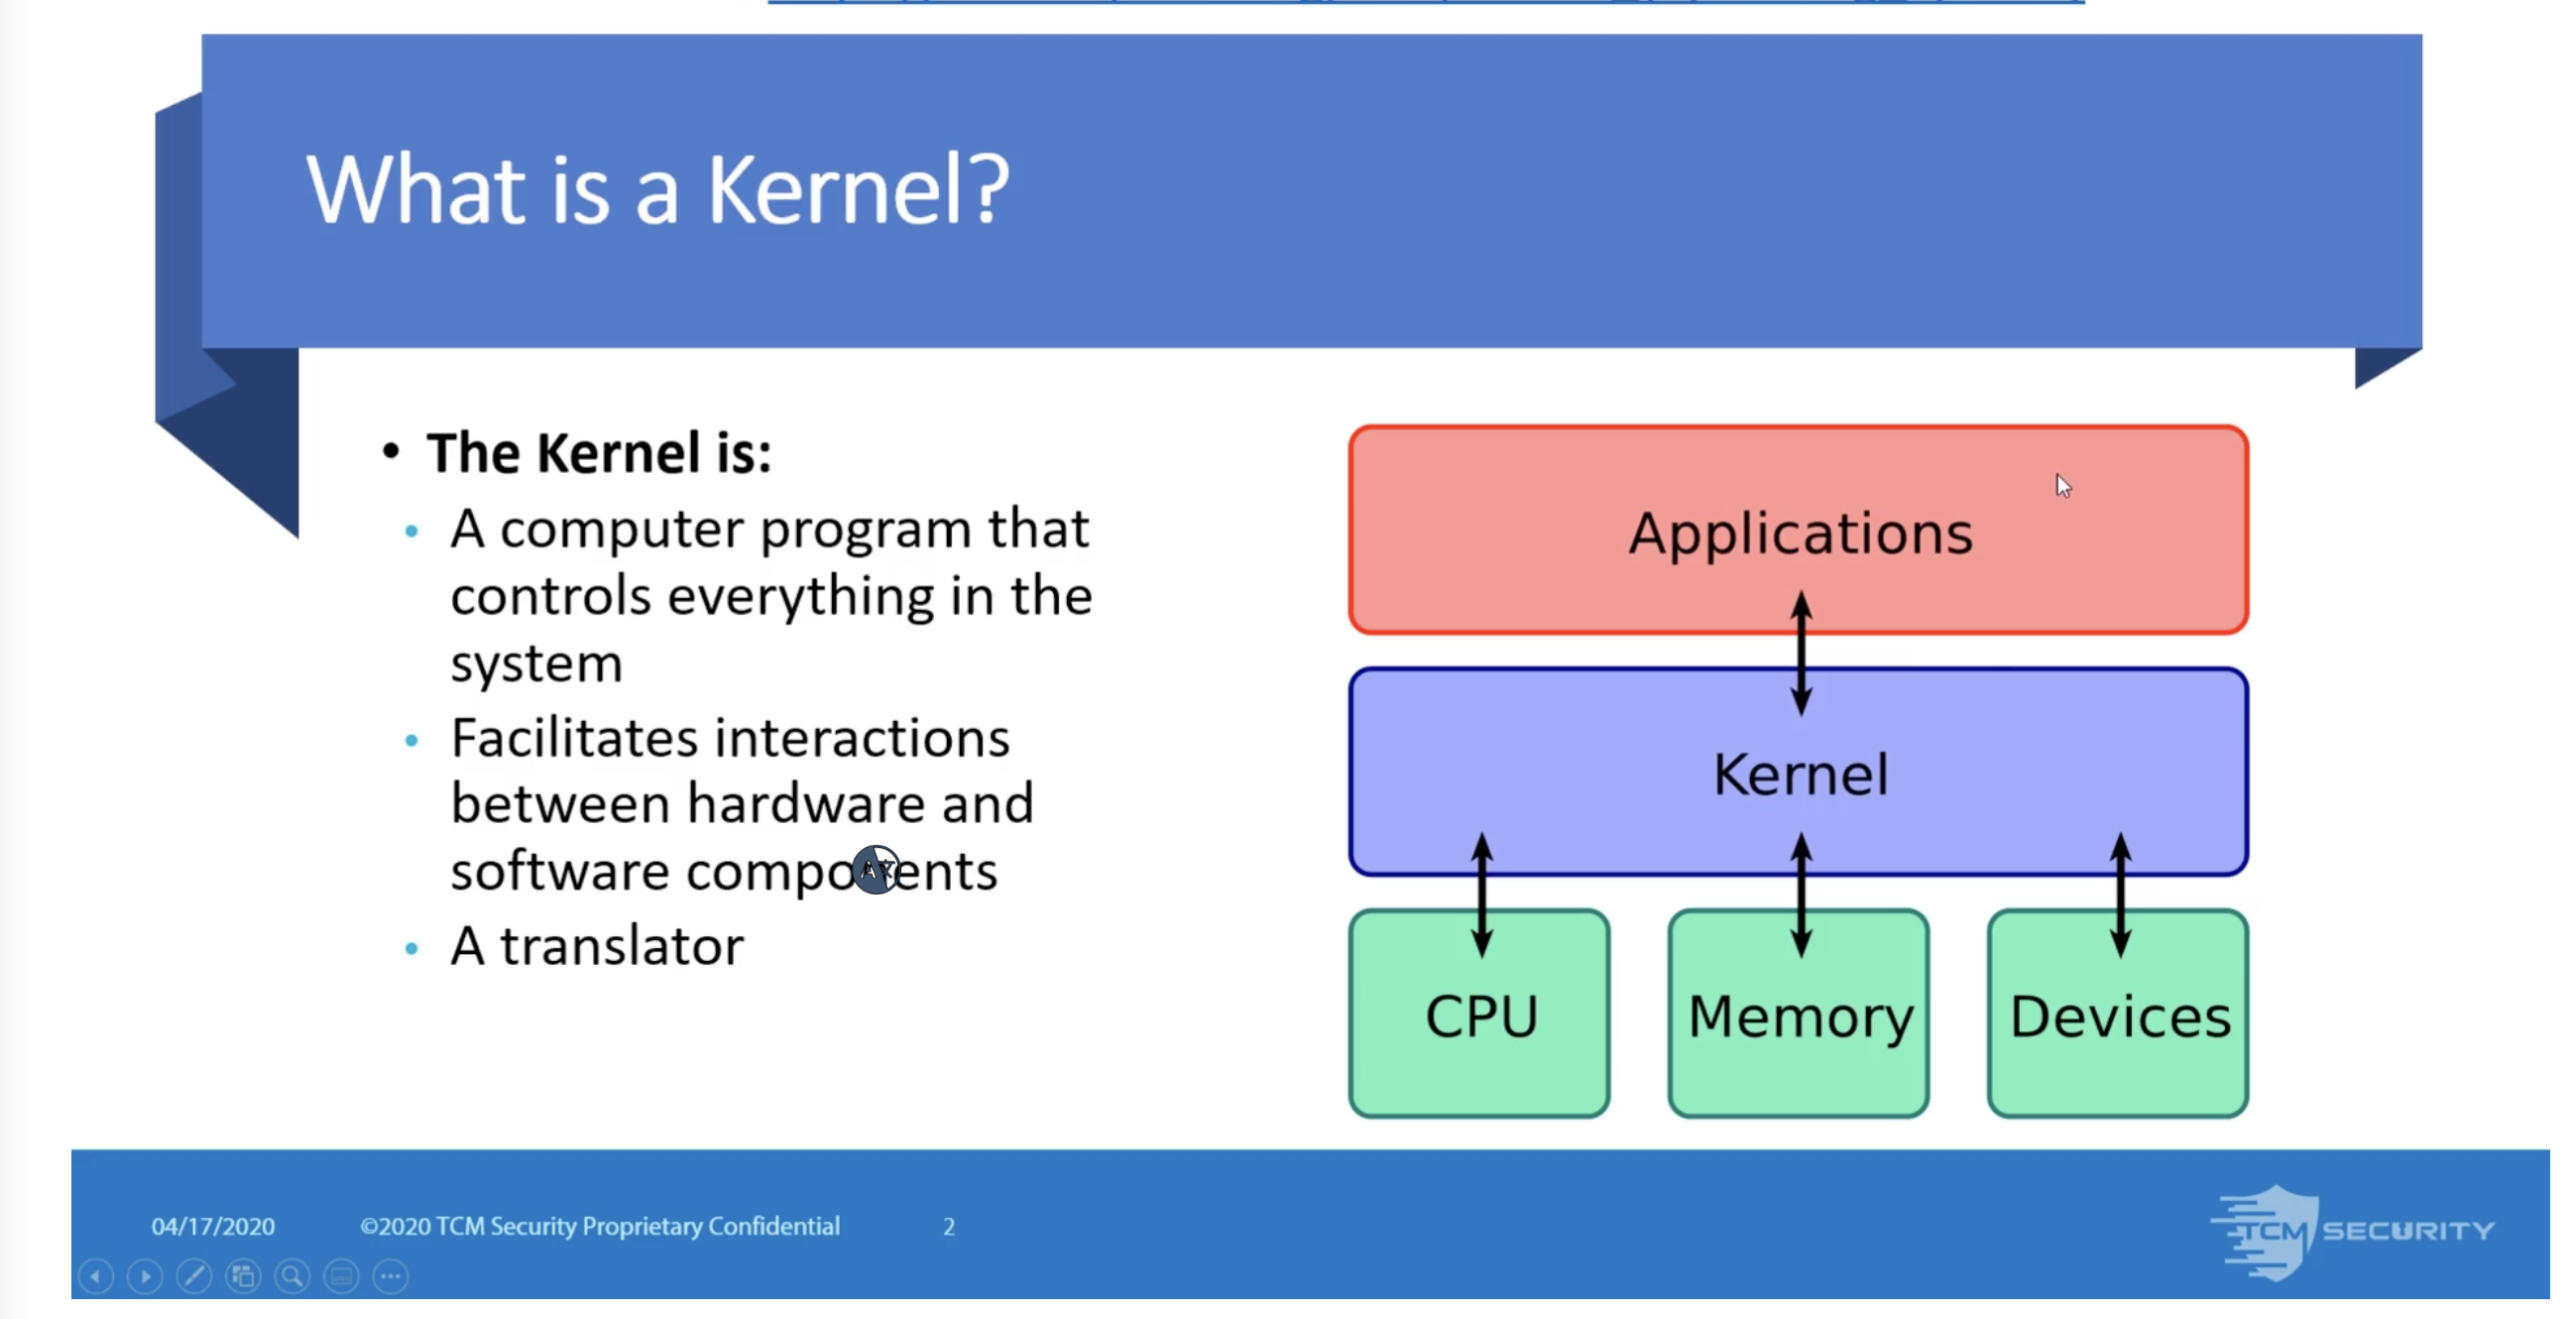 What is a Kernel?
• The Kernel is:
• A computer program that
controls everything in the
system
• Facilitates interactions
between hardware and
software components
• A translator
Applications
Kernel
CPU
Memory
Devices
04/17/2020
©2020 TCM Security Proprietary Confidential
2
TCM SECURITY